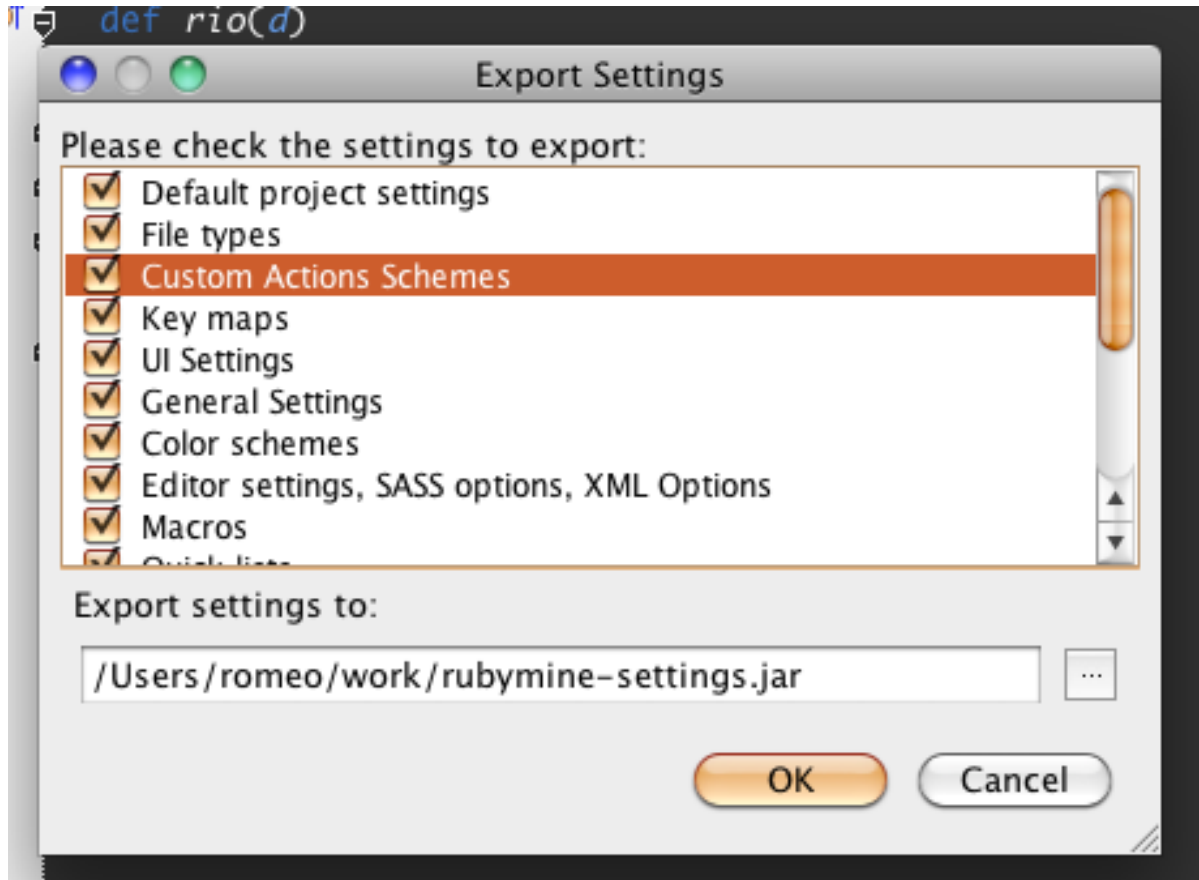 def rio(d)
Export Settings
Please check the settings to export:
Default project settings
File types
Custom Actions Schemes
Key maps
UI Settings
General Settings
Color schemes
Editor settings, SASS options, XML Options
Macros
Quick lists
Export settings to:
/Users/romeo/work/rubymine-settings.jar
...
OK
Cancel